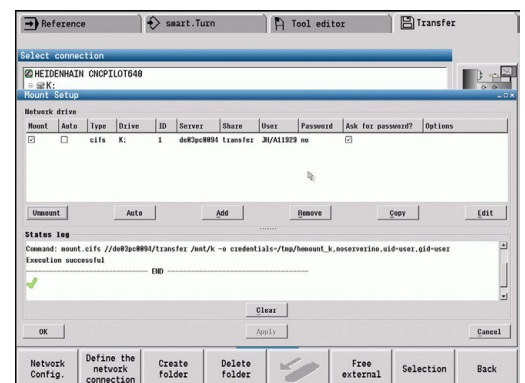 Reference
smart.Turn
Tool editor
Transfer
Select connection
HEIDENHAIN CNCPILOT640
K:
Mount Setup
Network drive
Mount Auto Type Drive ID Server Share User Password Ask for password? Options
cifs K: 1 de03pc0094 transfer JH/A11929 no
Unmount Auto Add Remove Copy Edit
Status log
Command: mount.cifs //de03pc0094/transfer /mnt/k -o credentials=/tmp/hemount_k,noserverino,uid=user,gid=user
Execution successful
END
Clear
OK Apply Cancel
Network Config.
Define the network connection
Create folder
Delete folder
Free external
Selection
Back